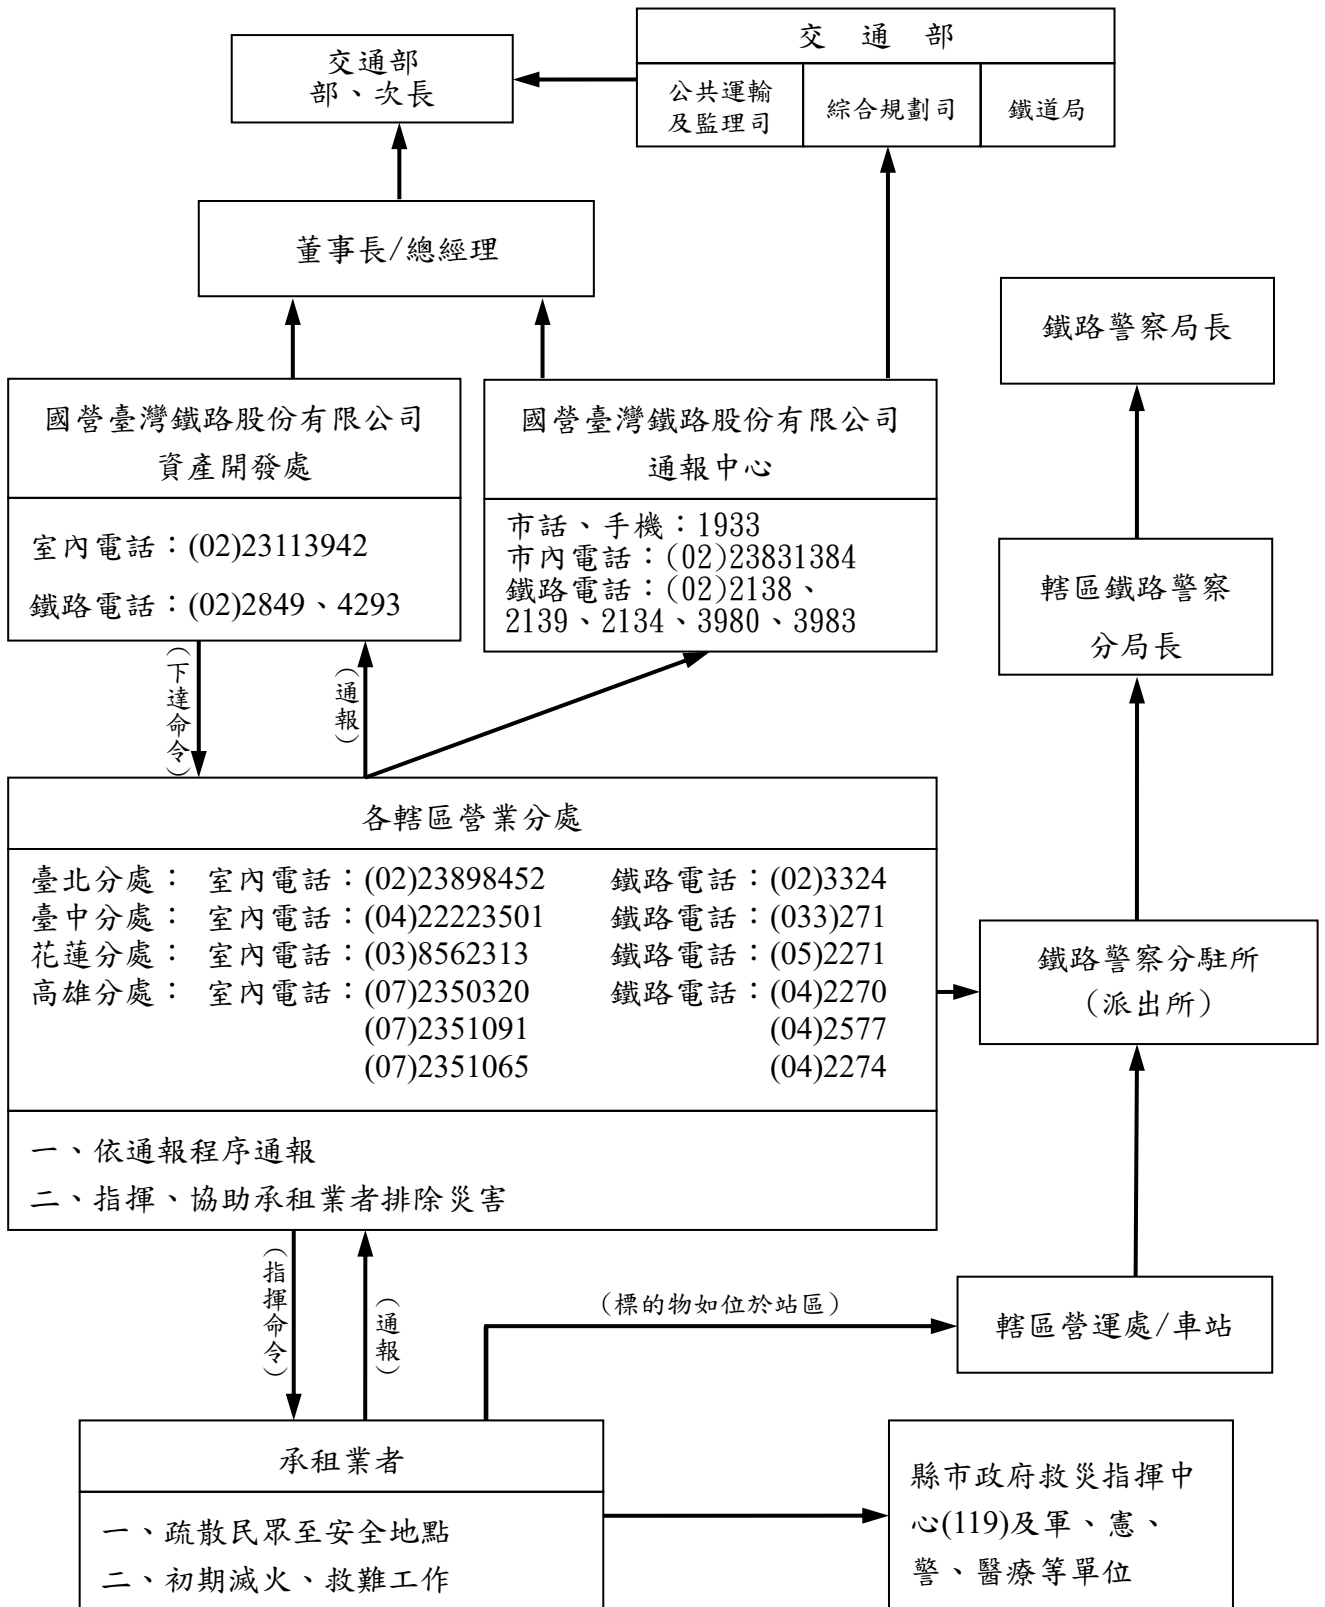 交通部
部、次長
交通部
公共運輸
及監理司
綜合規劃司
鐵道局
董事長/總經理
鐵路警察局長
國營臺灣鐵路股份有限公司
資產開發處
室內電話：(02)23113942
鐵路電話：(02)2849、4293
國營臺灣鐵路股份有限公司
通報中心
市話、手機：1933
市內電話：(02)23831384
鐵路電話：(02)2138、
2139、2134、3980、3983
轄區鐵路警察
分局長
(下達命令)
(通報)
各轄區營業分處
臺北分處： 室內電話：(02)23898452 鐵路電話：(02)3324
臺中分處： 室內電話：(04)22223501 鐵路電話：(033)271
花蓮分處： 室內電話：(03)8562313 鐵路電話：(05)2271
高雄分處： 室內電話：(07)2350320 鐵路電話：(04)2270
(07)2351091 (04)2577
(07)2351065 (04)2274
一、依通報程序通報
二、指揮、協助承租業者排除災害
鐵路警察分駐所
（派出所）
(指揮命令)
(通報)
（標的物如位於站區）
轄區營運處/車站
承租業者
一、疏散民眾至安全地點
二、初期滅火、救難工作
縣市政府救災指揮中
心(119)及軍、憲、
警、醫療等單位